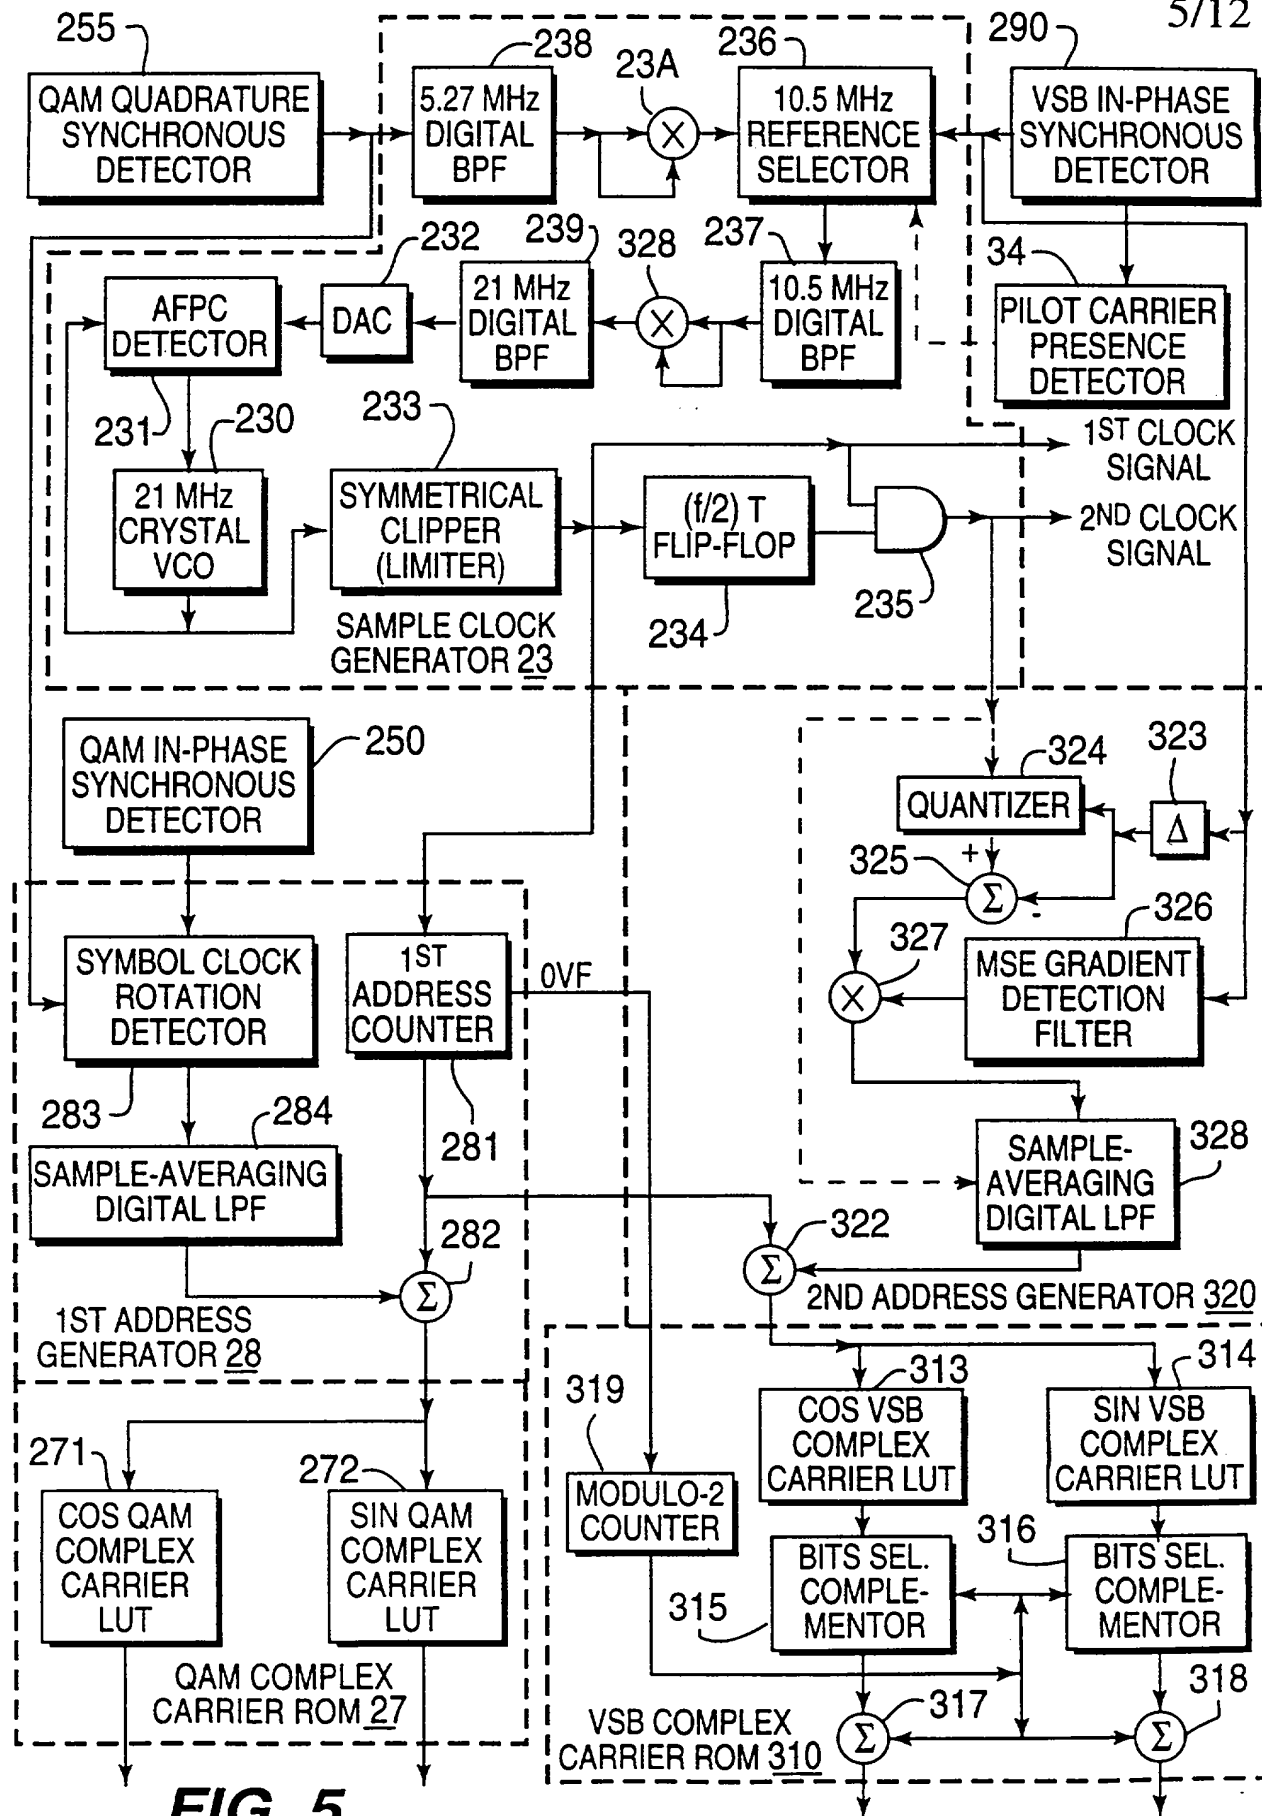 5/12
255
238
23A
236
290
QAM QUADRATURE
SYNCHRONOUS
DETECTOR
5.27 MHz
DIGITAL
BPF
X
10.5 MHz
REFERENCE
SELECTOR
VSB IN-PHASE
SYNCHRONOUS
DETECTOR
232
239
328
237
34
AFPC
DETECTOR
DAC
21 MHz
DIGITAL
BPF
X
10.5 MHz
DIGITAL
BPF
PILOT CARRIER
PRESENCE
DETECTOR
231
230
233
1ST CLOCK
SIGNAL
21 MHz
CRYSTAL
VCO
SYMMETRICAL
CLIPPER
(LIMITER)
(f/2) T
FLIP-FLOP
2ND CLOCK
SIGNAL
235
234
SAMPLE CLOCK
GENERATOR 23
QAM IN-PHASE
SYNCHRONOUS
DETECTOR
250
324
323
QUANTIZER
Δ
325
+
Σ
-
326
327
SYMBOL CLOCK
ROTATION
DETECTOR
1ST
ADDRESS
COUNTER
OVF
X
MSE GRADIENT
DETECTION
FILTER
283
284
281
SAMPLE-AVERAGING
DIGITAL LPF
SAMPLE-
AVERAGING
DIGITAL LPF
328
282
322
Σ
Σ
1ST ADDRESS
GENERATOR 28
2ND ADDRESS GENERATOR 320
319
313
314
COS VSB
COMPLEX
CARRIER LUT
SIN VSB
COMPLEX
CARRIER LUT
271
272
COS QAM
COMPLEX
CARRIER
LUT
SIN QAM
COMPLEX
CARRIER
LUT
MODULO-2
COUNTER
316
BITS SEL.
COMPLE-
MENTOR
BITS SEL.
COMPLE-
MENTOR
315
QAM COMPLEX
CARRIER ROM 27
317
318
VSB COMPLEX
CARRIER ROM 310
Σ
Σ
FIG. 5